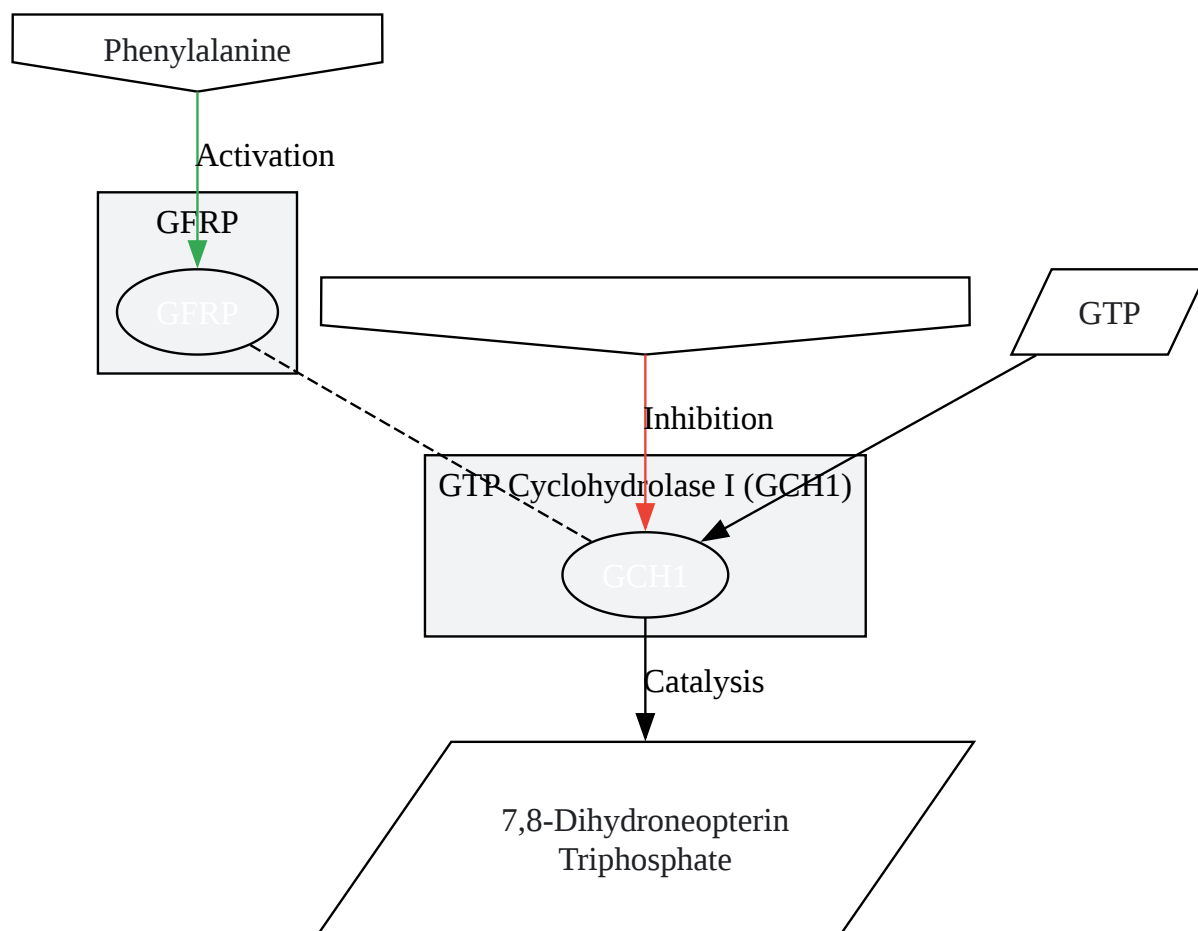 Phenylalanine
Activation
GFRP
GFRP
GTP
Inhibition
GTP Cyclohydrolase I (GCH1)
GCH1
Catalysis
7,8-Dihydroneopterin
Triphosphate